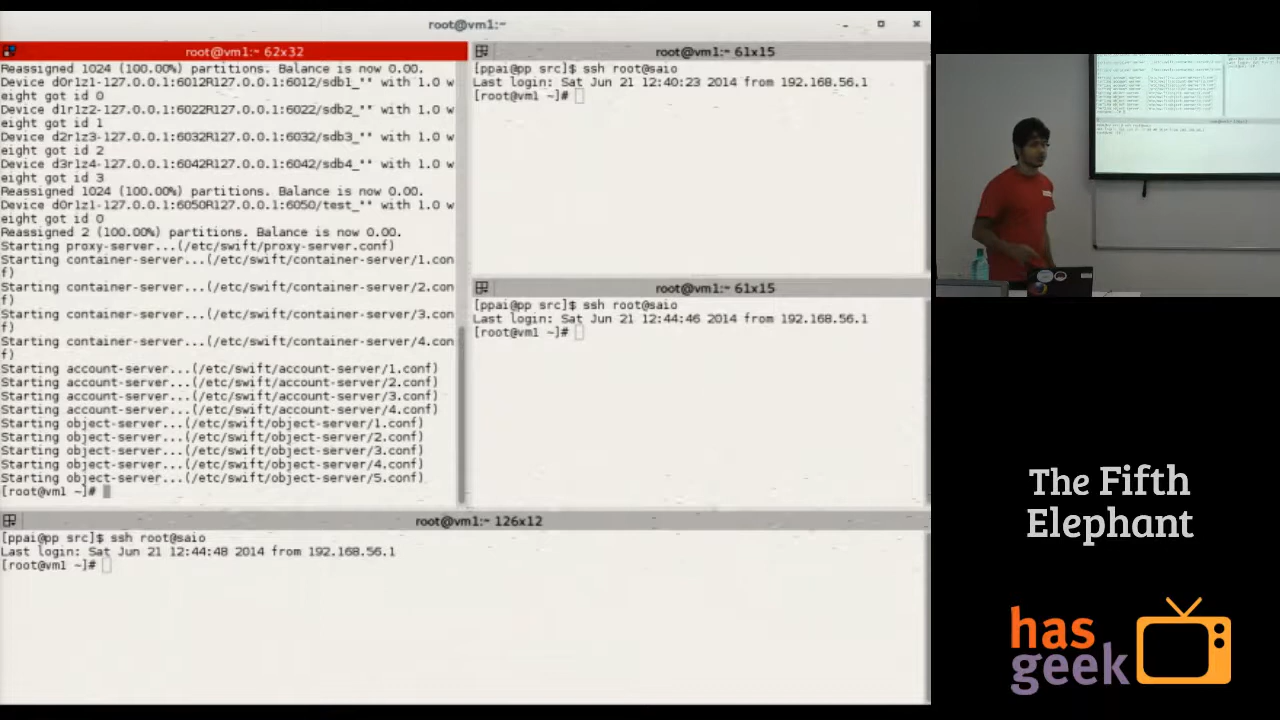 root@vm1:~
root@vm1:~ 62x32
Reassigned 1024 (100.00%) partitions. Balance is now 0.00.
Device d0r1z1-127.0.0.1:6012R127.0.0.1:6012/sdb1_"" with 1.0 w
eight got id 0
Device d1r1z2-127.0.0.1:6022R127.0.0.1:6022/sdb2_"" with 1.0 w
eight got id 1
Device d2r1z3-127.0.0.1:6032R127.0.0.1:6032/sdb3_"" with 1.0 w
eight got id 2
Device d3r1z4-127.0.0.1:6042R127.0.0.1:6042/sdb4_"" with 1.0 w
eight got id 3
Reassigned 1024 (100.00%) partitions. Balance is now 0.00.
Device d0r1z1-127.0.0.1:6050R127.0.0.1:6050/test_"" with 1.0 w
eight got id 0
Reassigned 2 (100.00%) partitions. Balance is now 0.00.
Starting proxy-server...(/etc/swift/proxy-server.conf)
Starting container-server...(/etc/swift/container-server/1.con
f)
Starting container-server...(/etc/swift/container-server/2.con
f)
Starting container-server...(/etc/swift/container-server/3.con
f)
Starting container-server...(/etc/swift/container-server/4.con
f)
Starting account-server...(/etc/swift/account-server/1.conf)
Starting account-server...(/etc/swift/account-server/2.conf)
Starting account-server...(/etc/swift/account-server/3.conf)
Starting account-server...(/etc/swift/account-server/4.conf)
Starting object-server...(/etc/swift/object-server/1.conf)
Starting object-server...(/etc/swift/object-server/2.conf)
Starting object-server...(/etc/swift/object-server/3.conf)
Starting object-server...(/etc/swift/object-server/4.conf)
Starting object-server...(/etc/swift/object-server/5.conf)
[root@vm1 ~]#
root@vm1:~ 61x15
[ppai@pp src]$ ssh root@saio
Last login: Sat Jun 21 12:40:23 2014 from 192.168.56.1
[root@vm1 ~]#
root@vm1:~ 61x15
[ppai@pp src]$ ssh root@saio
Last login: Sat Jun 21 12:44:46 2014 from 192.168.56.1
[root@vm1 ~]#
root@vm1:~ 126x12
[ppai@pp src]$ ssh root@saio
Last login: Sat Jun 21 12:44:48 2014 from 192.168.56.1
[root@vm1 ~]#
The Fifth
Elephant
has
geek